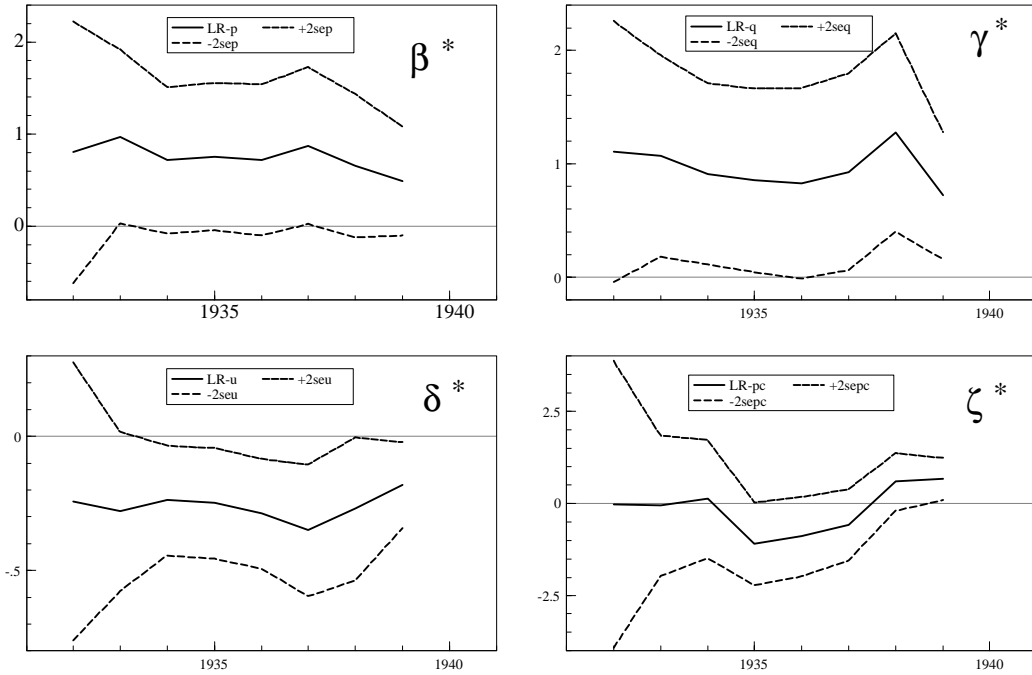 LR-p +2sep
-2sep
β *
2
1
0
1935 1940
LR-q +2seq
-2seq
γ *
2
1
0
1935 1940
LR-u +2seu
-2seu
δ *
0
-.5
1935 1940
LR-pc +2sepc
-2sepc
ζ *
2.5
0
-2.5
1935 1940